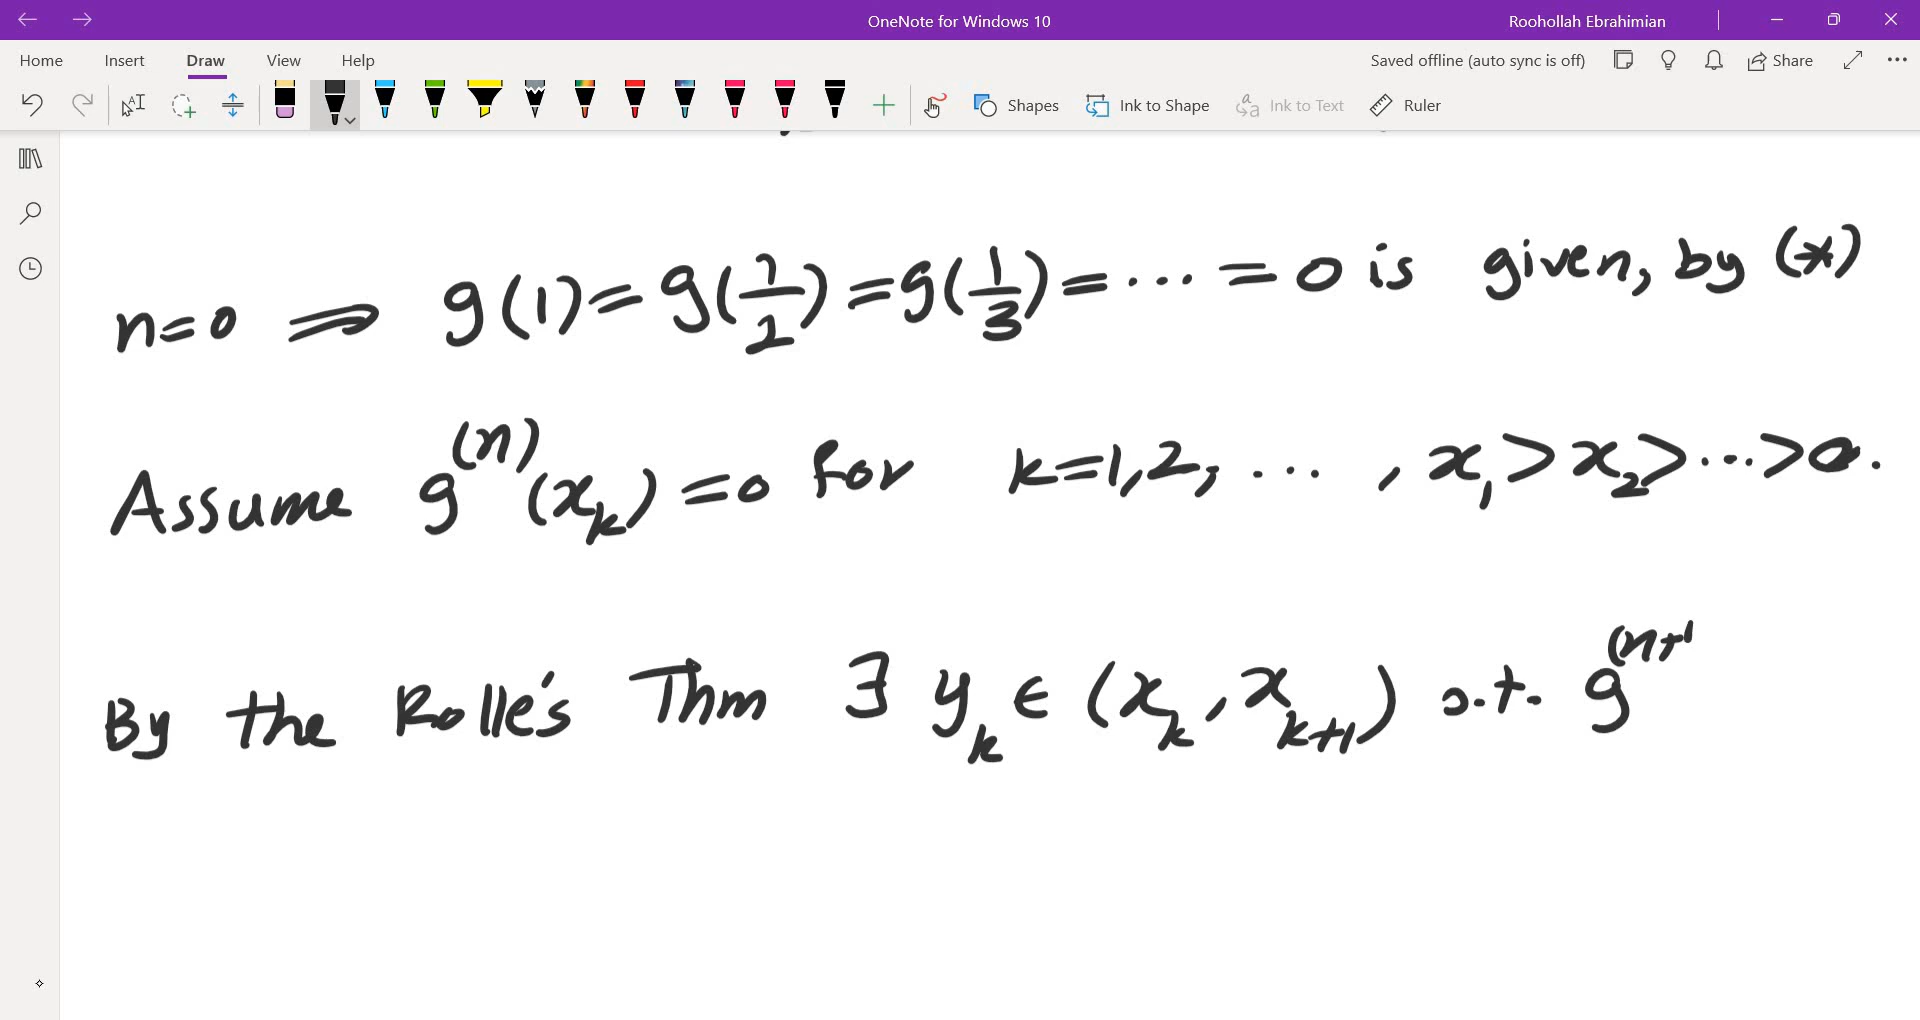 OneNote for Windows 10
Roohollah Ebrahimian
Home Insert Draw View Help
Saved offline (auto sync is off) Share
Shapes Ink to Shape Ink to Text Ruler
n=0 ⟹ g(1)=g(1/2)=g(1/3)=...=0 is given, by (*)
Assume g^(n)(x_k)=0 for k=1,2,..., x_1>x_2>...>0.
By the Rolle's Thm ∃ y_k ∈ (x_k, x_{k+1}) s.t. g^(n+1